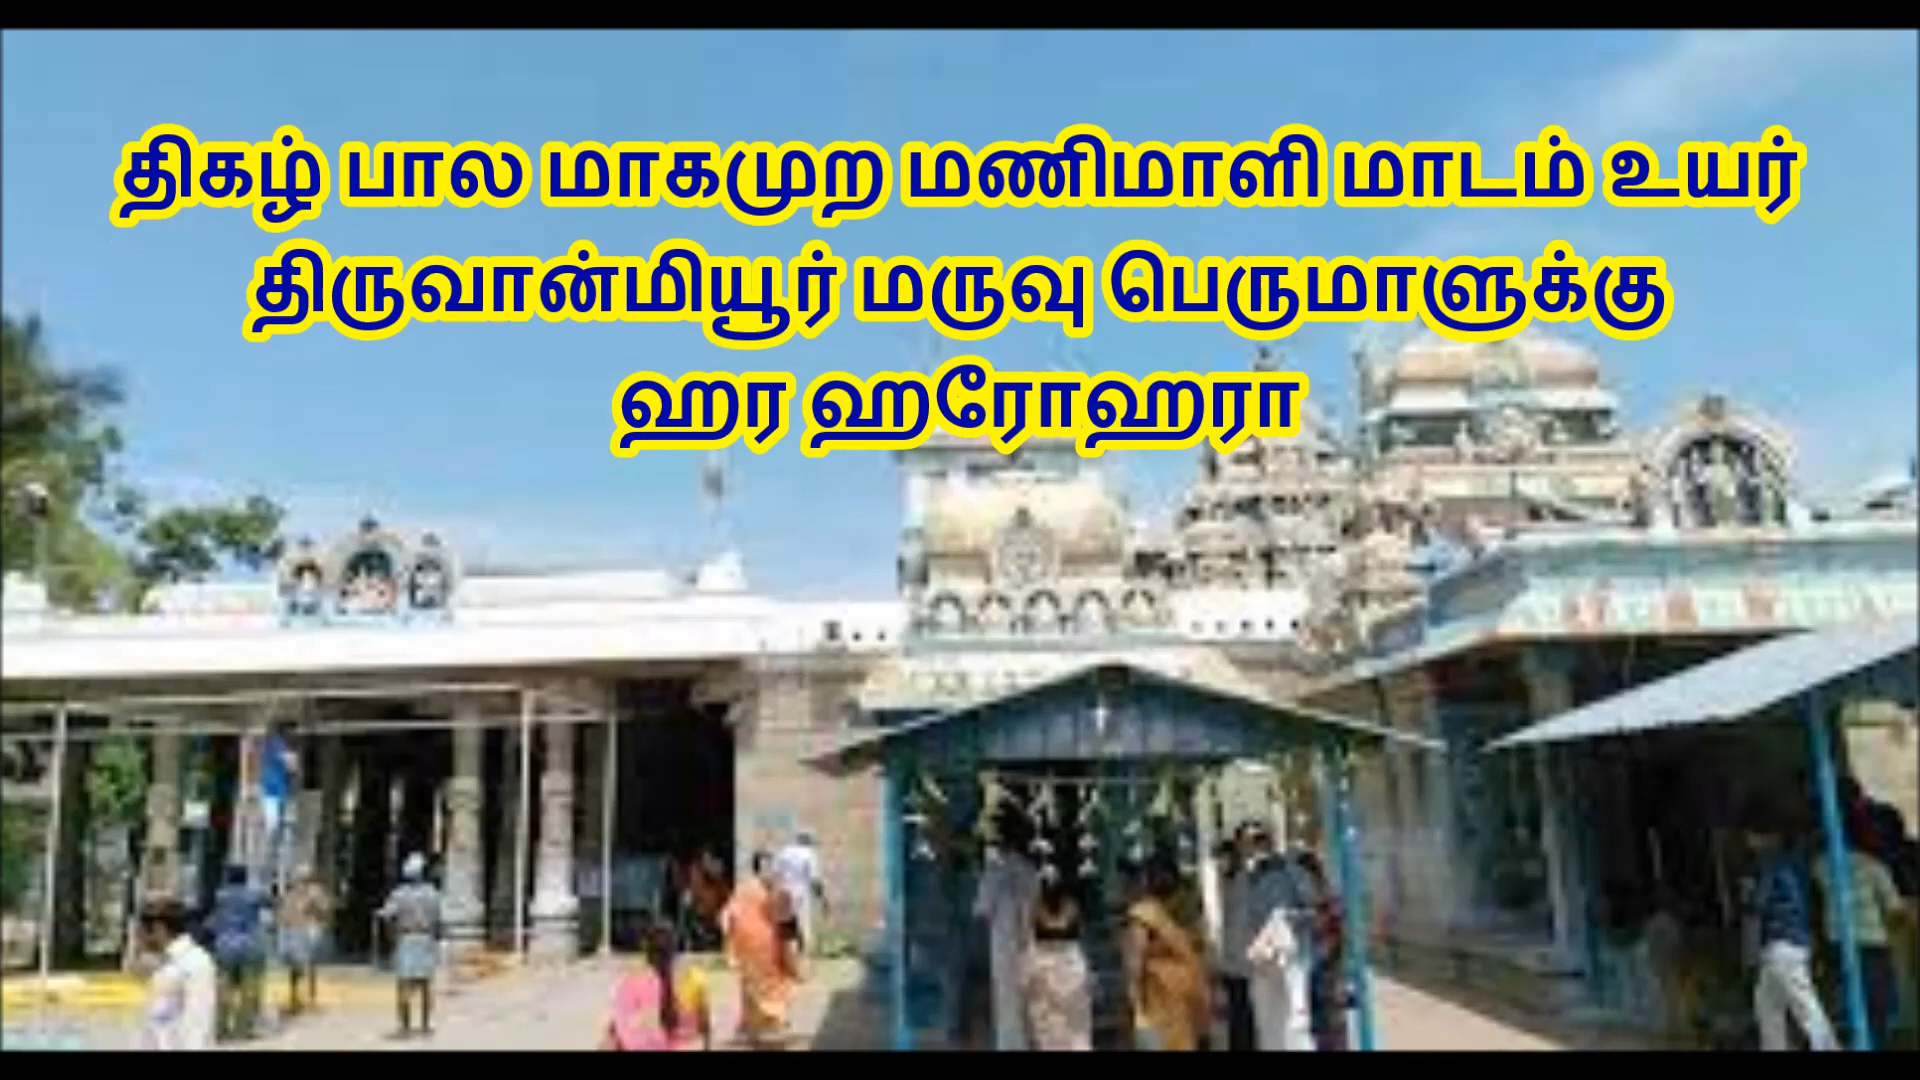 திகழ் பால மாகமுற மணிமாளி மாடம் உயர்
திருவான்மியூர் மருவு பெருமாளுக்கு
ஹர ஹரோஹரா